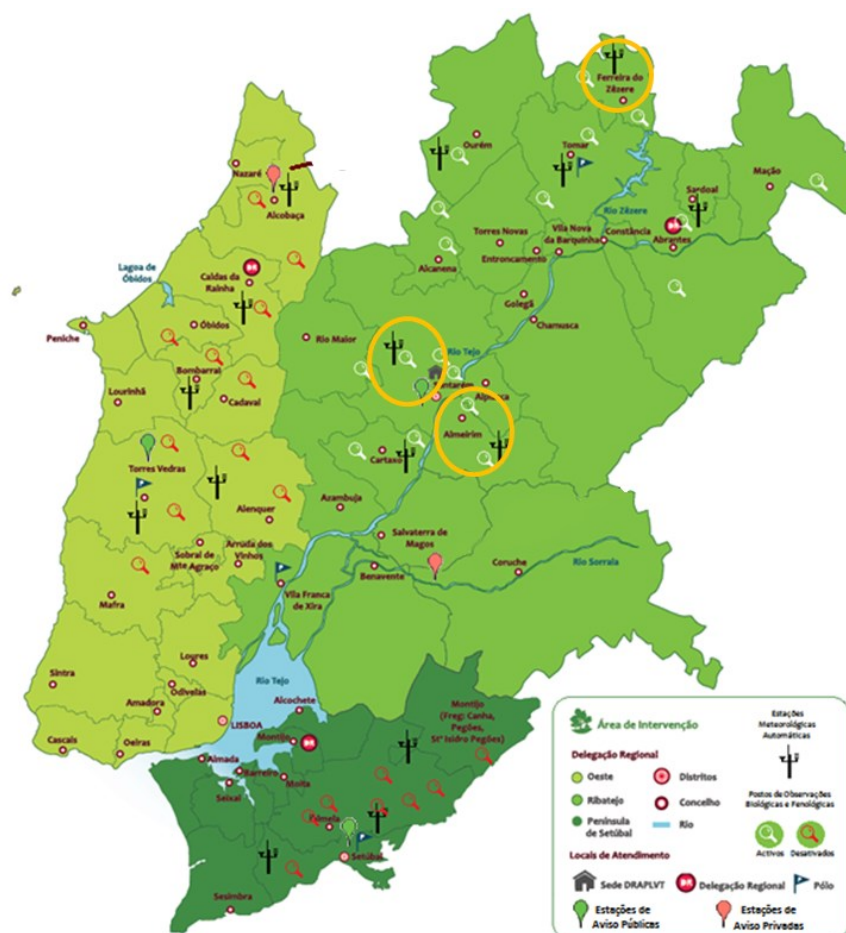 Ferreira do
Zêzere
Ourém
Tomar
Nazaré
Alcobaça
Mação
Sardoal
Rio Zêzere
Torres Novas
Vila Nova
da Barquinha
Constância
Abrantes
Alcanena
Entroncamento
Lagoa de
Óbidos
Caldas da
Rainha
Golegã
Chamusca
Peniche
Óbidos
Rio Maior
Rio Tejo
Bombarral
Lourinhã
Cadaval
Almeirim
Cartaxo
Torres Vedras
Azambuja
Alenquer
Salvaterra de
Magos
Sobral de
Mte Agraço
Arruda dos
Vinhos
Coruche
Rio Sorraia
Benavente
Vila Franca
de Xira
Mafra
Loures
Sintra
Rio Tejo
Odivelas
Amadora
Alcochete
LISBOA
Montijo
(Freg: Canha,
Pegões,
Stº Isidro Pegões)
Cascais
Oeiras
Montijo
Almada
Barreiro
Moita
Seixal
Palmela
Setúbal
Sesimbra
Área de Intervenção
Delegação Regional
Oeste
Distritos
Ribatejo
Concelho
Península
de Setúbal
Rio
Estações
Meteorológicas
Automáticas
Postos de Observações
Biológicas e Fenológicas
Activos
Desativados
Locais de Atendimento
Sede DRAPLVT
Delegação Regional
Pólo
Estações de
Aviso Públicas
Estações de
Aviso Privadas